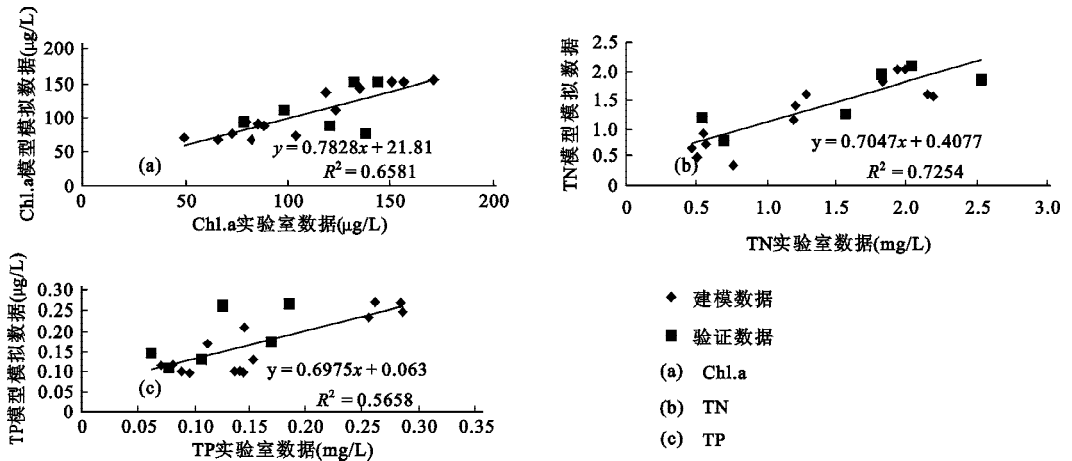 Chl.a模型模拟数据(μg/L)
200
150
100
50
0
(a)
y=0.7828x+21.81
R²=0.6581
50
100
150
200
Chl.a实验室数据(μg/L)
TN模型模拟数据
2.5
2.0
1.5
1.0
0.5
0
(b)
y=0.7047x+0.4077
R²=0.7254
0
0.5
1.0
1.5
2.0
2.5
3.0
TN实验室数据(mg/L)
TP模型模拟数据(μg/L)
0.30
0.25
0.20
0.15
0.10
0.05
0
(c)
y=0.6975x+0.063
R²=0.5658
0
0.05
0.10
0.15
0.20
0.25
0.30
0.35
TP实验室数据(mg/L)
建模数据
验证数据
(a) Chl.a
(b) TN
(c) TP